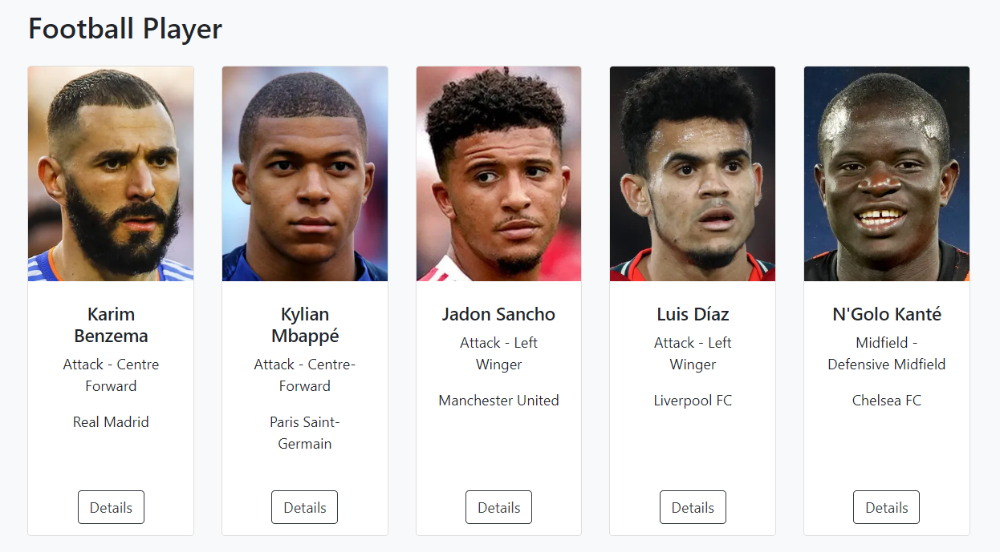 Football Player
Karim
Benzema
Attack - Centre
Forward
Real Madrid
Details
Kylian
Mbappé
Attack - Centre-
Forward
Paris Saint-
Germain
Details
Jadon Sancho
Attack - Left
Winger
Manchester United
Details
Luis Díaz
Attack - Left
Winger
Liverpool FC
Details
N'Golo Kanté
Midfield -
Defensive Midfield
Chelsea FC
Details